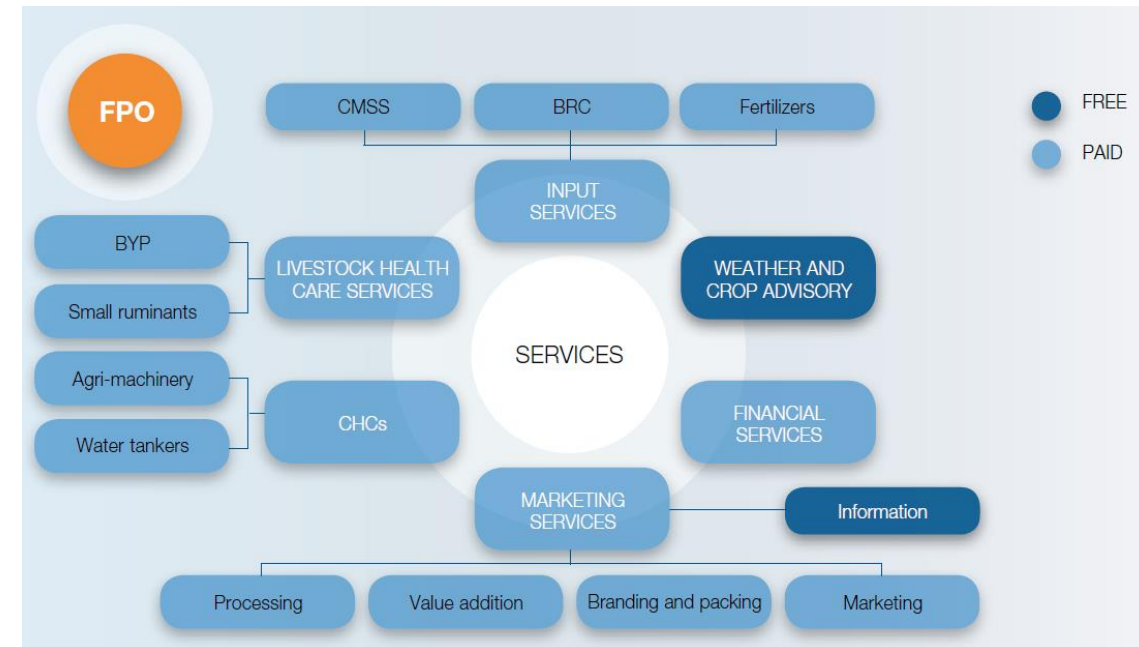 FPO
CMSS
BRC
Fertilizers
FREE
PAID
INPUT
SERVICES
BYP
Small ruminants
LIVESTOCK HEALTH
CARE SERVICES
WEATHER AND
CROP ADVISORY
SERVICES
Agri-machinery
Water tankers
CHCs
FINANCIAL
SERVICES
MARKETING
SERVICES
Information
Processing
Value addition
Branding and packing
Marketing